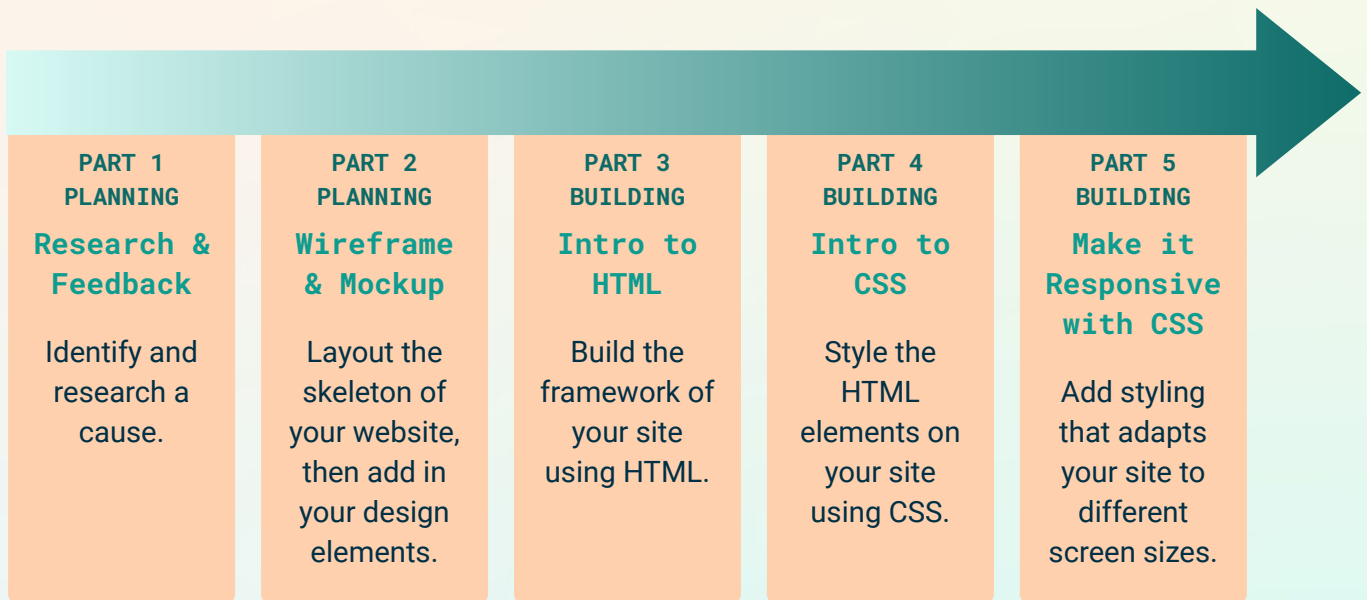 PART 1
PLANNING
Research &
Feedback
Identify and
research a
cause.
PART 2
PLANNING
Wireframe
& Mockup
Layout the
skeleton of
your website,
then add in
your design
elements.
PART 3
BUILDING
Intro to
HTML
Build the
framework of
your site
using HTML.
PART 4
BUILDING
Intro to
CSS
Style the
HTML
elements on
your site
using CSS.
PART 5
BUILDING
Make it
Responsive
with CSS
Add styling
that adapts
your site to
different
screen sizes.